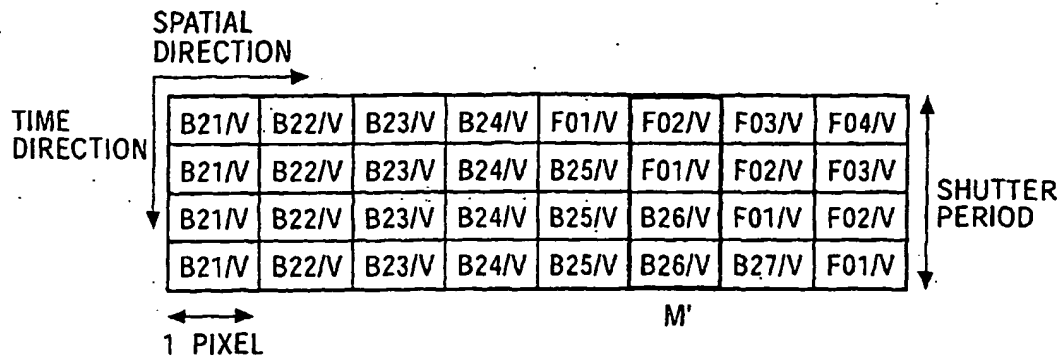 SPATIAL
DIRECTION
TIME
DIRECTION
B21/V B22/V B23/V B24/V F01/V F02/V F03/V F04/V
B21/V B22/V B23/V B24/V B25/V F01/V F02/V F03/V
B21/V B22/V B23/V B24/V B25/V B26/V F01/V F02/V
B21/V B22/V B23/V B24/V B25/V B26/V B27/V F01/V
SHUTTER
PERIOD
M'
1 PIXEL